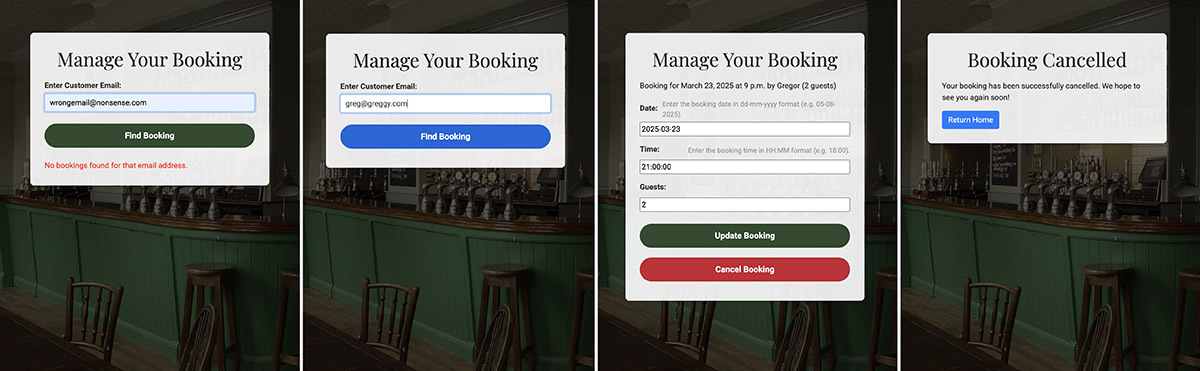 Manage Your Booking
Enter Customer Email:
wrongemail@nonsense.com
Find Booking
No bookings found for that email address.
Manage Your Booking
Enter Customer Email:
greg@greggy.com
Find Booking
Manage Your Booking
Booking for March 23, 2025 at 9 p.m. by Gregor (2 guests)
Date: Enter the booking date in dd-mm-yyyy format (e.g. 05-08-
2025).
2025-03-23
Time: Enter the booking time in HH:MM format (e.g. 18:00).
21:00:00
Guests:
2
Update Booking
Cancel Booking
Booking Cancelled
Your booking has been successfully cancelled. We hope to
see you again soon!
Return Home